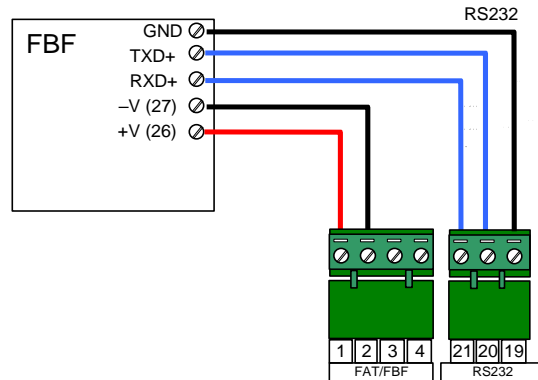 RS232
FBF
GND
TXD+
RXD+
–V (27)
+V (26)
1 2 3 4
21 20 19
FAT/FBF
RS232